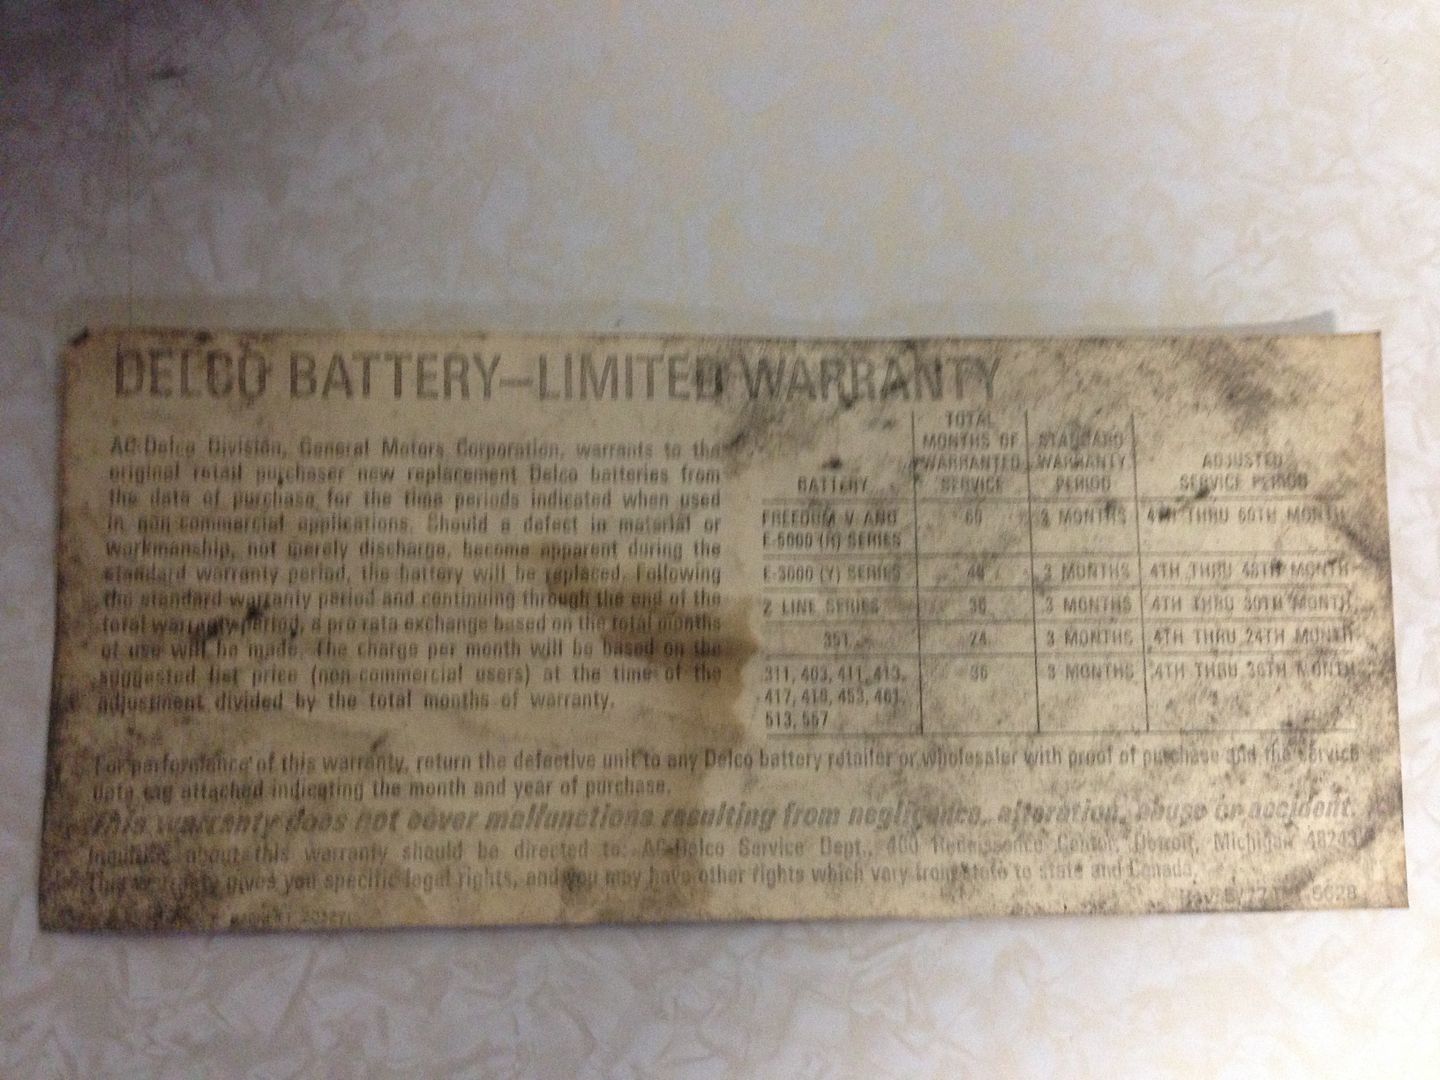 DELCO BATTERY—LIMITED WARRANTY
AC-Delco Division, General Motors Corporation, warrants to the
original retail purchaser new replacement Delco batteries from
the date of purchase for the time periods indicated when used
in non-commercial applications. Should a defect in material or
workmanship, not merely discharge, become apparent during the
standard warranty period, the battery will be replaced. Following
the standard warranty period and continuing through the end of the
total warranty period, a pro rata exchange based on the total months
of use will be made. The charge per month will be based on the
suggested list price (non-commercial users) at the time of the
adjustment divided by the total months of warranty.
BATTERY TOTAL MONTHS OF WARRANTED SERVICE STANDARD WARRANTY PERIOD ADJUSTED SERVICE PERIOD
FREEDOM V AND 60 3 MONTHS 4TH THRU 60TH MONTH
E-5000 (R) SERIES
E-3000 (Y) SERIES 48 3 MONTHS 4TH THRU 48TH MONTH
Z LINE SERIES 36 3 MONTHS 4TH THRU MONTH
351 24 3 MONTHS 4TH THRU 24TH MONTH
311, 403, 411, 413, 36 3 MONTHS 4TH THRU 36TH MONTH
417, 418, 453, 461,
513, 557
For performance of this warranty, return the defective unit to any Delco battery retailer or wholesaler with proof of purchase and the service
date tag attached indicating the month and year of purchase.
This warranty does not cover malfunctions resulting from negligence, alteration, abuse or accident.
Inquiries about this warranty should be directed to: AC-Delco Service Dept., 400 Renaissance Center, Detroit, Michigan 48243
This warranty gives you specific legal rights, and you may have other rights which vary from state to state and Canada.
5628